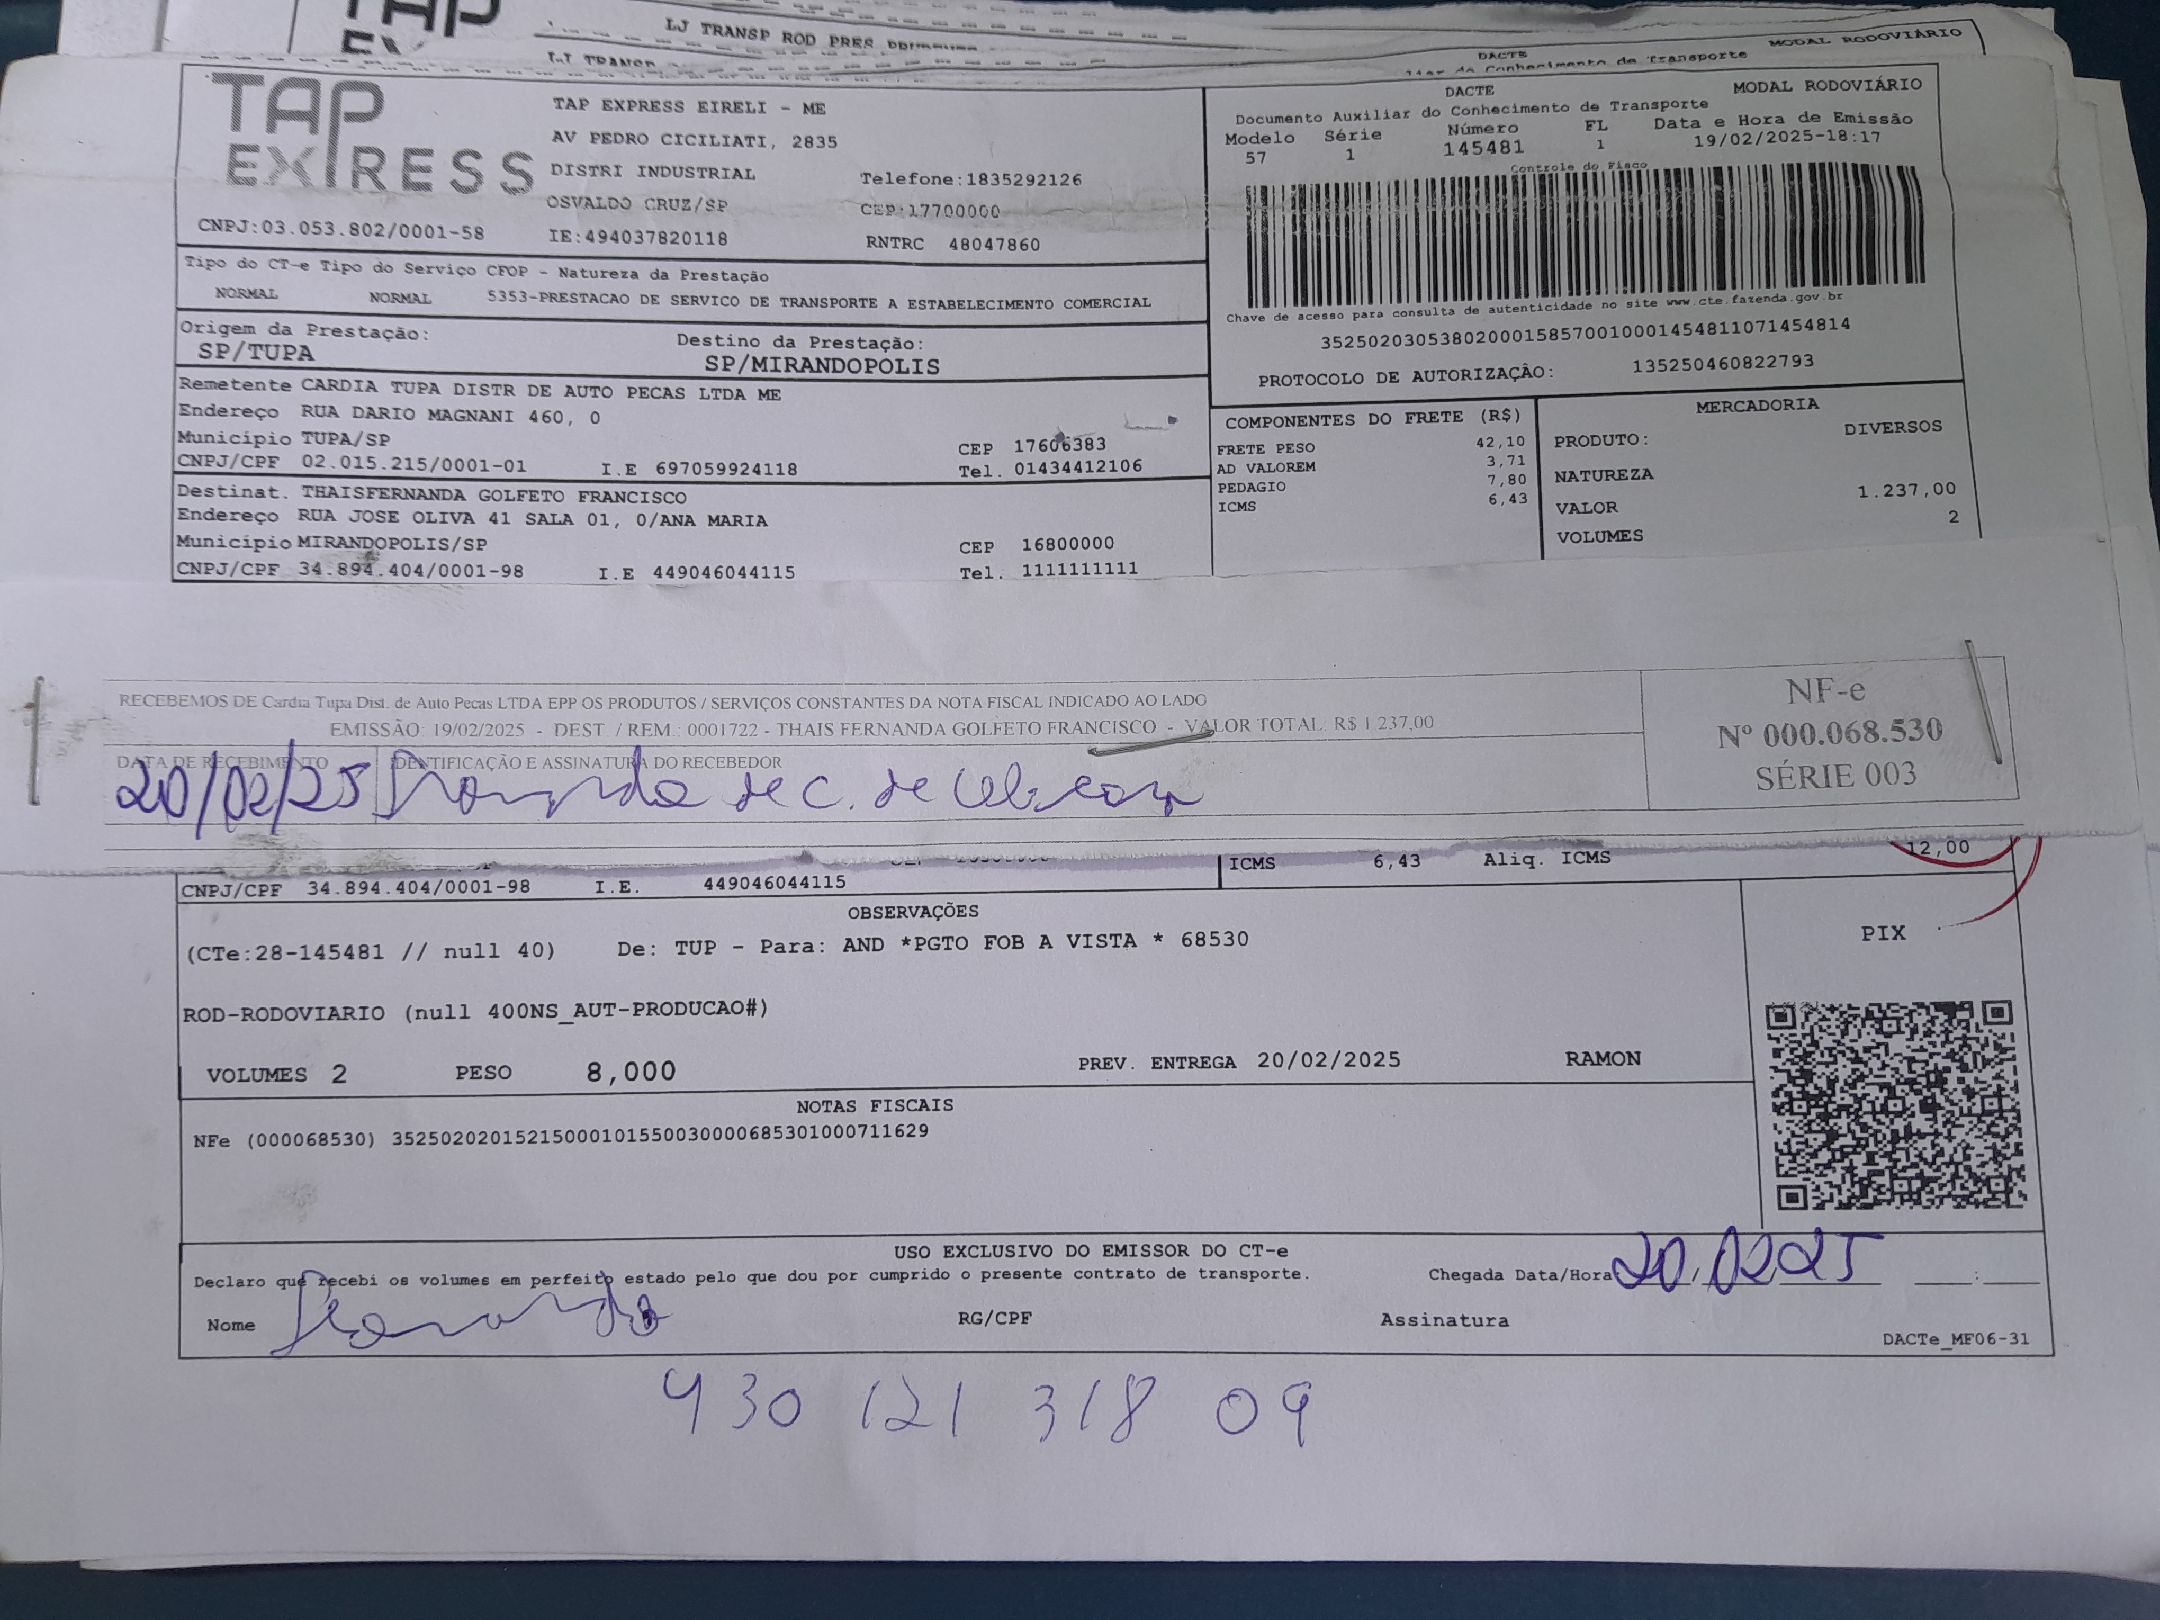 LJ TRANSP ROD PRES
LJ TRANSP
DACTE
MODAL RODOVIÁRIO
TAP
EXPRESS
TAP EXPRESS EIRELI - ME
AV PEDRO CICILIATI, 2835
DISTRI INDUSTRIAL
Telefone:1835292126
OSVALDO CRUZ/SP
CEP:17700000
CNPJ:03.053.802/0001-58
IE:494037820118
RNTRC 48047860
DACTE
MODAL RODOVIÁRIO
Documento Auxiliar do Conhecimento de Transporte
Modelo Série Número FL Data e Hora de Emissão
57 1 145481 1 19/02/2025-18:17
Controle do Fisco
Chave de acesso para consulta de autenticidade no site www.cte.fazenda.gov.br
35250203053802000158570010001454811071454814
PROTOCOLO DE AUTORIZAÇÃO: 135250460822793
Tipo do CT-e Tipo do Serviço CFOP - Natureza da Prestação
NORMAL NORMAL 5353-PRESTACAO DE SERVICO DE TRANSPORTE A ESTABELECIMENTO COMERCIAL
Origem da Prestação: Destino da Prestação:
SP/TUPA SP/MIRANDOPOLIS
Remetente CARDIA TUPA DISTR DE AUTO PECAS LTDA ME
Endereço RUA DARIO MAGNANI 460, 0
Município TUPA/SP CEP 17606383
CNPJ/CPF 02.015.215/0001-01 I.E 697059924118 Tel. 01434412106
Destinat. THAISFERNANDA GOLFETO FRANCISCO
Endereço RUA JOSE OLIVA 41 SALA 01, 0/ANA MARIA
Município MIRANDOPOLIS/SP CEP 16800000
CNPJ/CPF 34.894.404/0001-98 I.E 449046044115 Tel. 1111111111
COMPONENTES DO FRETE (R$)
FRETE PESO 42,10
AD VALOREM 3,71
PEDAGIO 7,80
ICMS 6,43
MERCADORIA
PRODUTO: DIVERSOS
NATUREZA
VALOR 1.237,00
VOLUMES 2
RECEBEMOS DE Cardia Tupa Dist. de Auto Pecas LTDA EPP OS PRODUTOS / SERVIÇOS CONSTANTES DA NOTA FISCAL INDICADO AO LADO
EMISSÃO: 19/02/2025 - DEST. / REM.: 0001722 - THAIS FERNANDA GOLFETO FRANCISCO - VALOR TOTAL: R$ 1.237,00
DATA DE RECEBIMENTO IDENTIFICAÇÃO E ASSINATURA DO RECEBEDOR
20/02/25 de C. de
NF-e
Nº 000.068.530
SÉRIE 003
ICMS 6,43 Aliq. ICMS 12,00
CNPJ/CPF 34.894.404/0001-98 I.E. 449046044115
OBSERVAÇÕES
(CTe:28-145481 // null 40) De: TUP - Para: AND *PGTO FOB A VISTA * 68530
PIX
ROD-RODOVIARIO (null 400NS_AUT-PRODUCAO#)
VOLUMES 2 PESO 8,000 PREV. ENTREGA 20/02/2025 RAMON
NOTAS FISCAIS
NFe (000068530) 35250202015215000101550030000685301000711629
USO EXCLUSIVO DO EMISSOR DO CT-e
Declaro que recebi os volumes em perfeito estado pelo que dou por cumprido o presente contrato de transporte. Chegada Data/Hora 20/02/25 :
Nome RG/CPF Assinatura
DACTe_MF06-31
430 121 318 09